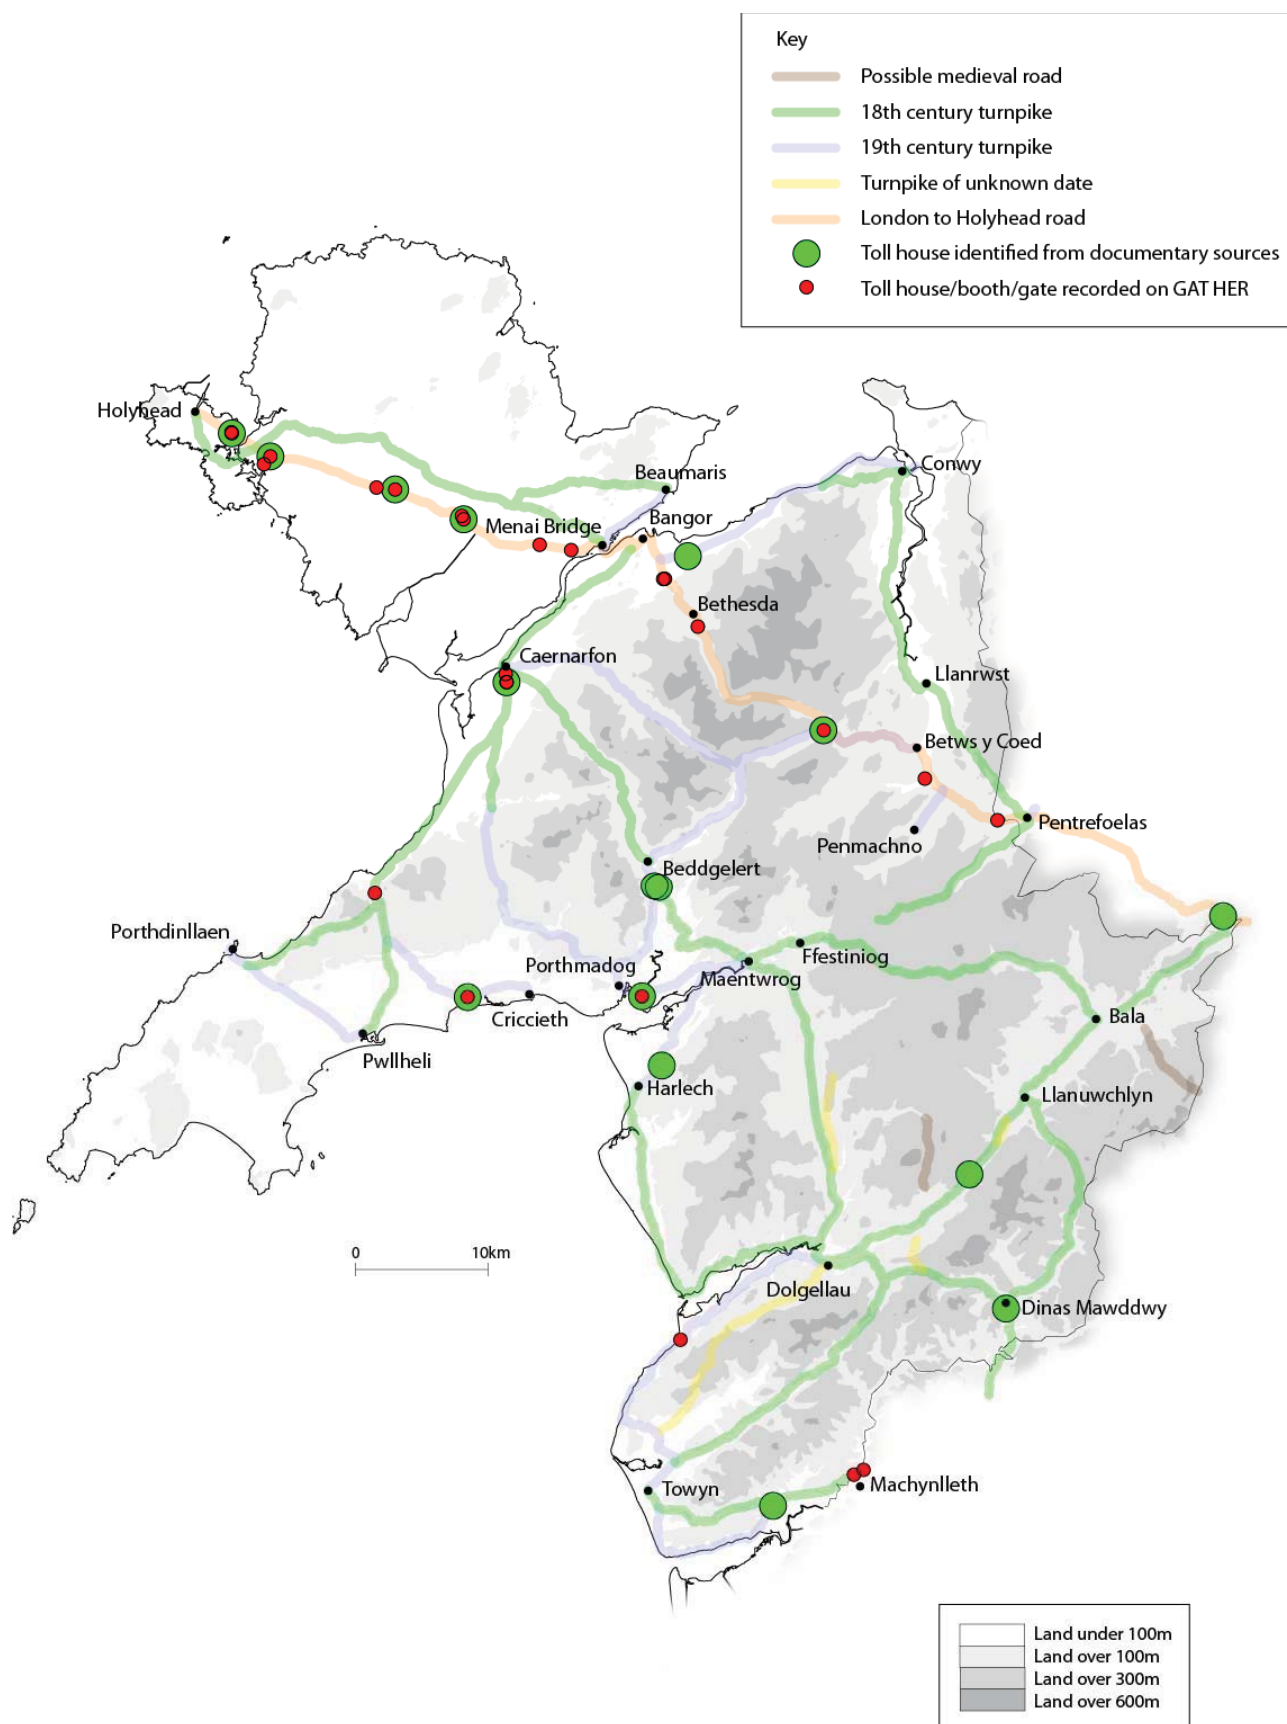 Key
Possible medieval road
18th century turnpike
19th century turnpike
Turnpike of unknown date
London to Holyhead road
Toll house identified from documentary sources
Toll house/booth/gate recorded on GAT HER
Holyhead
Beaumaris
Conwy
Menai Bridge
Bangor
Bethesda
Caernarfon
Llanrwst
Betws y Coed
Pentrefoelas
Penmachno
Beddgelert
Porthdinllaen
Ffestiniog
Porthmadog
Maentwrog
Criccieth
Bala
Pwllheli
Harlech
Llanuwchlyn
0 10km
Dolgellau
Dinas Mawddwy
Towyn
Machynlleth
Land under 100m
Land over 100m
Land over 300m
Land over 600m